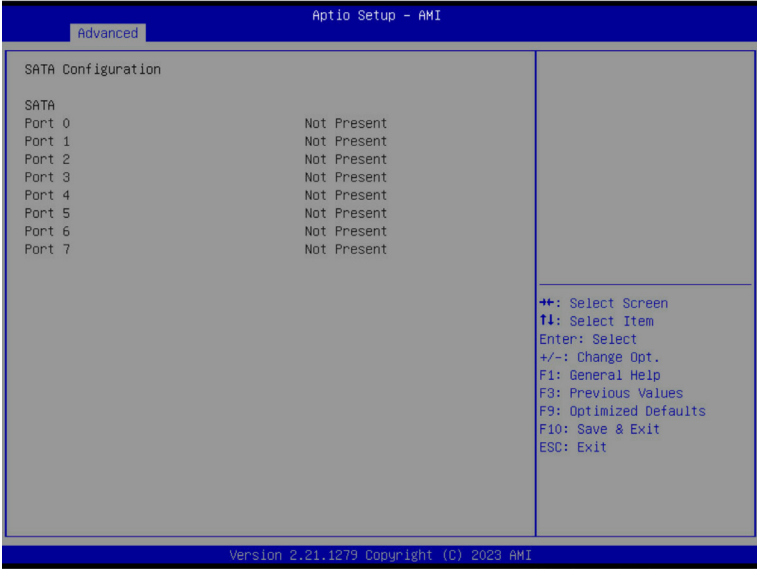 Aptio Setup – AMI
Advanced
SATA Configuration
SATA
Port 0 Not Present
Port 1 Not Present
Port 2 Not Present
Port 3 Not Present
Port 4 Not Present
Port 5 Not Present
Port 6 Not Present
Port 7 Not Present
→←: Select Screen
↑↓: Select Item
Enter: Select
+/-: Change Opt.
F1: General Help
F3: Previous Values
F9: Optimized Defaults
F10: Save & Exit
ESC: Exit
Version 2.21.1279 Copyright (C) 2023 AMI